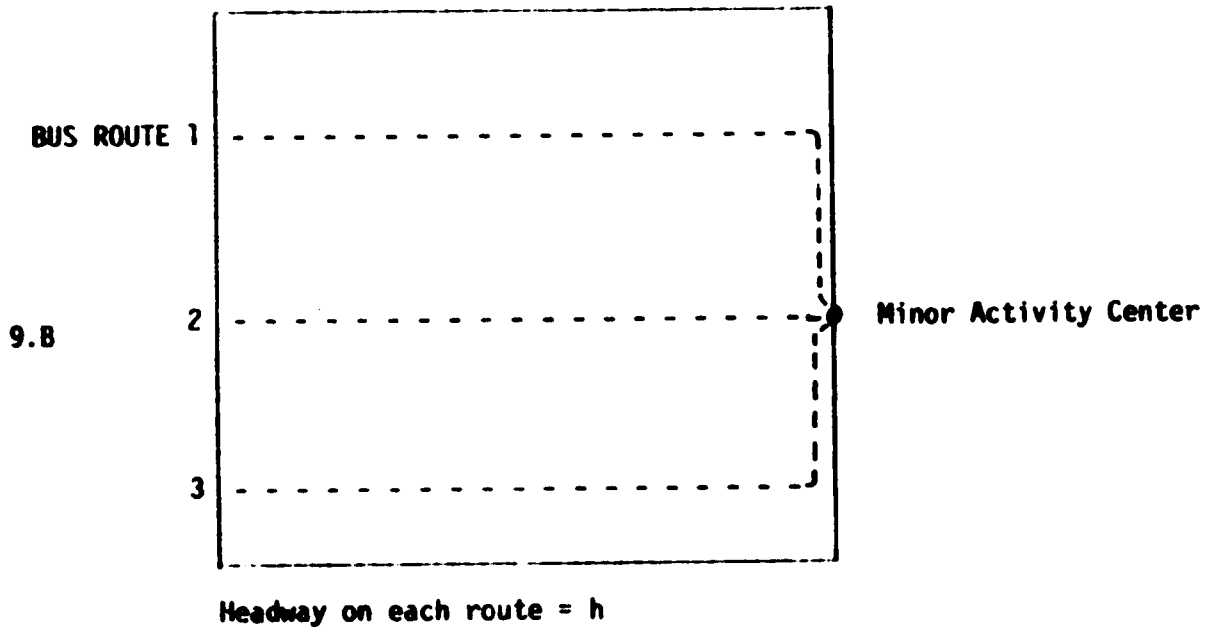 BUS ROUTE 1
2
Minor Activity Center
9.B
3
Headway on each route = h